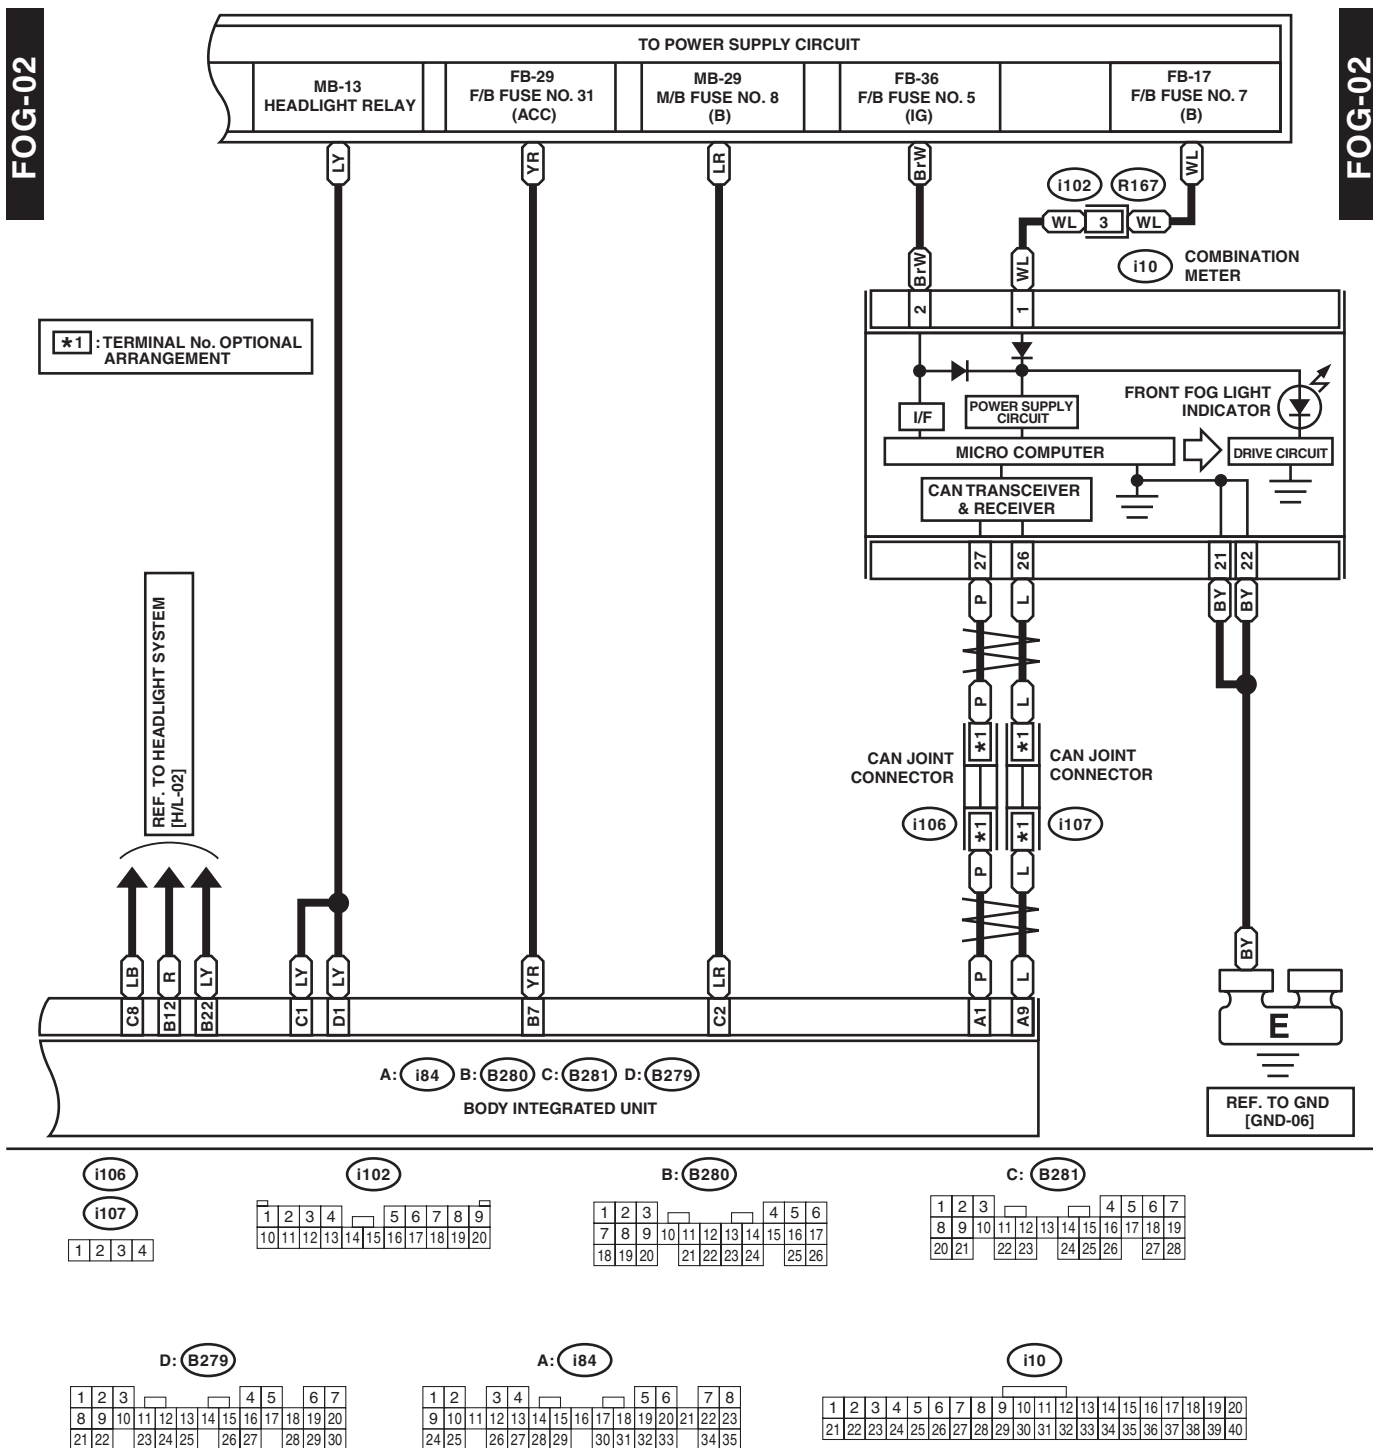 FOG-02
FOG-02
TO POWER SUPPLY CIRCUIT
MB-13
HEADLIGHT RELAY
FB-29
F/B FUSE NO. 31
(ACC)
MB-29
M/B FUSE NO. 8
(B)
FB-36
F/B FUSE NO. 5
(IG)
FB-17
F/B FUSE NO. 7
(B)
LY
YR
LR
BrW
WL
i102
R167
WL
3
WL
BrW
WL
i10
COMBINATION
METER
2
1
*1 : TERMINAL No. OPTIONAL
ARRANGEMENT
FRONT FOG LIGHT
INDICATOR
I/F
POWER SUPPLY
CIRCUIT
MICRO COMPUTER
DRIVE CIRCUIT
CAN TRANSCEIVER
& RECEIVER
27
26
21
22
P
L
BY
BY
REF. TO HEADLIGHT SYSTEM
[H/L-02]
P
L
*1
*1
CAN JOINT
CONNECTOR
CAN JOINT
CONNECTOR
i106
*1
*1
i107
P
L
LB
R
LY
LY
LY
YR
LR
P
L
BY
C8
B12
B22
C1
D1
B7
C2
A1
A9
E
A: i84 B: B280 C: B281 D: B279
BODY INTEGRATED UNIT
REF. TO GND
[GND-06]
i106
i107
1 2 3 4
i102
1 2 3 4 5 6 7 8 9
10 11 12 13 14 15 16 17 18 19 20
B: B280
1 2 3 4 5 6
7 8 9 10 11 12 13 14 15 16 17
18 19 20 21 22 23 24 25 26
C: B281
1 2 3 4 5 6 7
8 9 10 11 12 13 14 15 16 17 18 19
20 21 22 23 24 25 26 27 28
D: B279
1 2 3 4 5 6 7
8 9 10 11 12 13 14 15 16 17 18 19 20
21 22 23 24 25 26 27 28 29 30
A: i84
1 2 3 4 5 6 7 8
9 10 11 12 13 14 15 16 17 18 19 20 21 22 23
24 25 26 27 28 29 30 31 32 33 34 35
i10
1 2 3 4 5 6 7 8 9 10 11 12 13 14 15 16 17 18 19 20
21 22 23 24 25 26 27 28 29 30 31 32 33 34 35 36 37 38 39 40